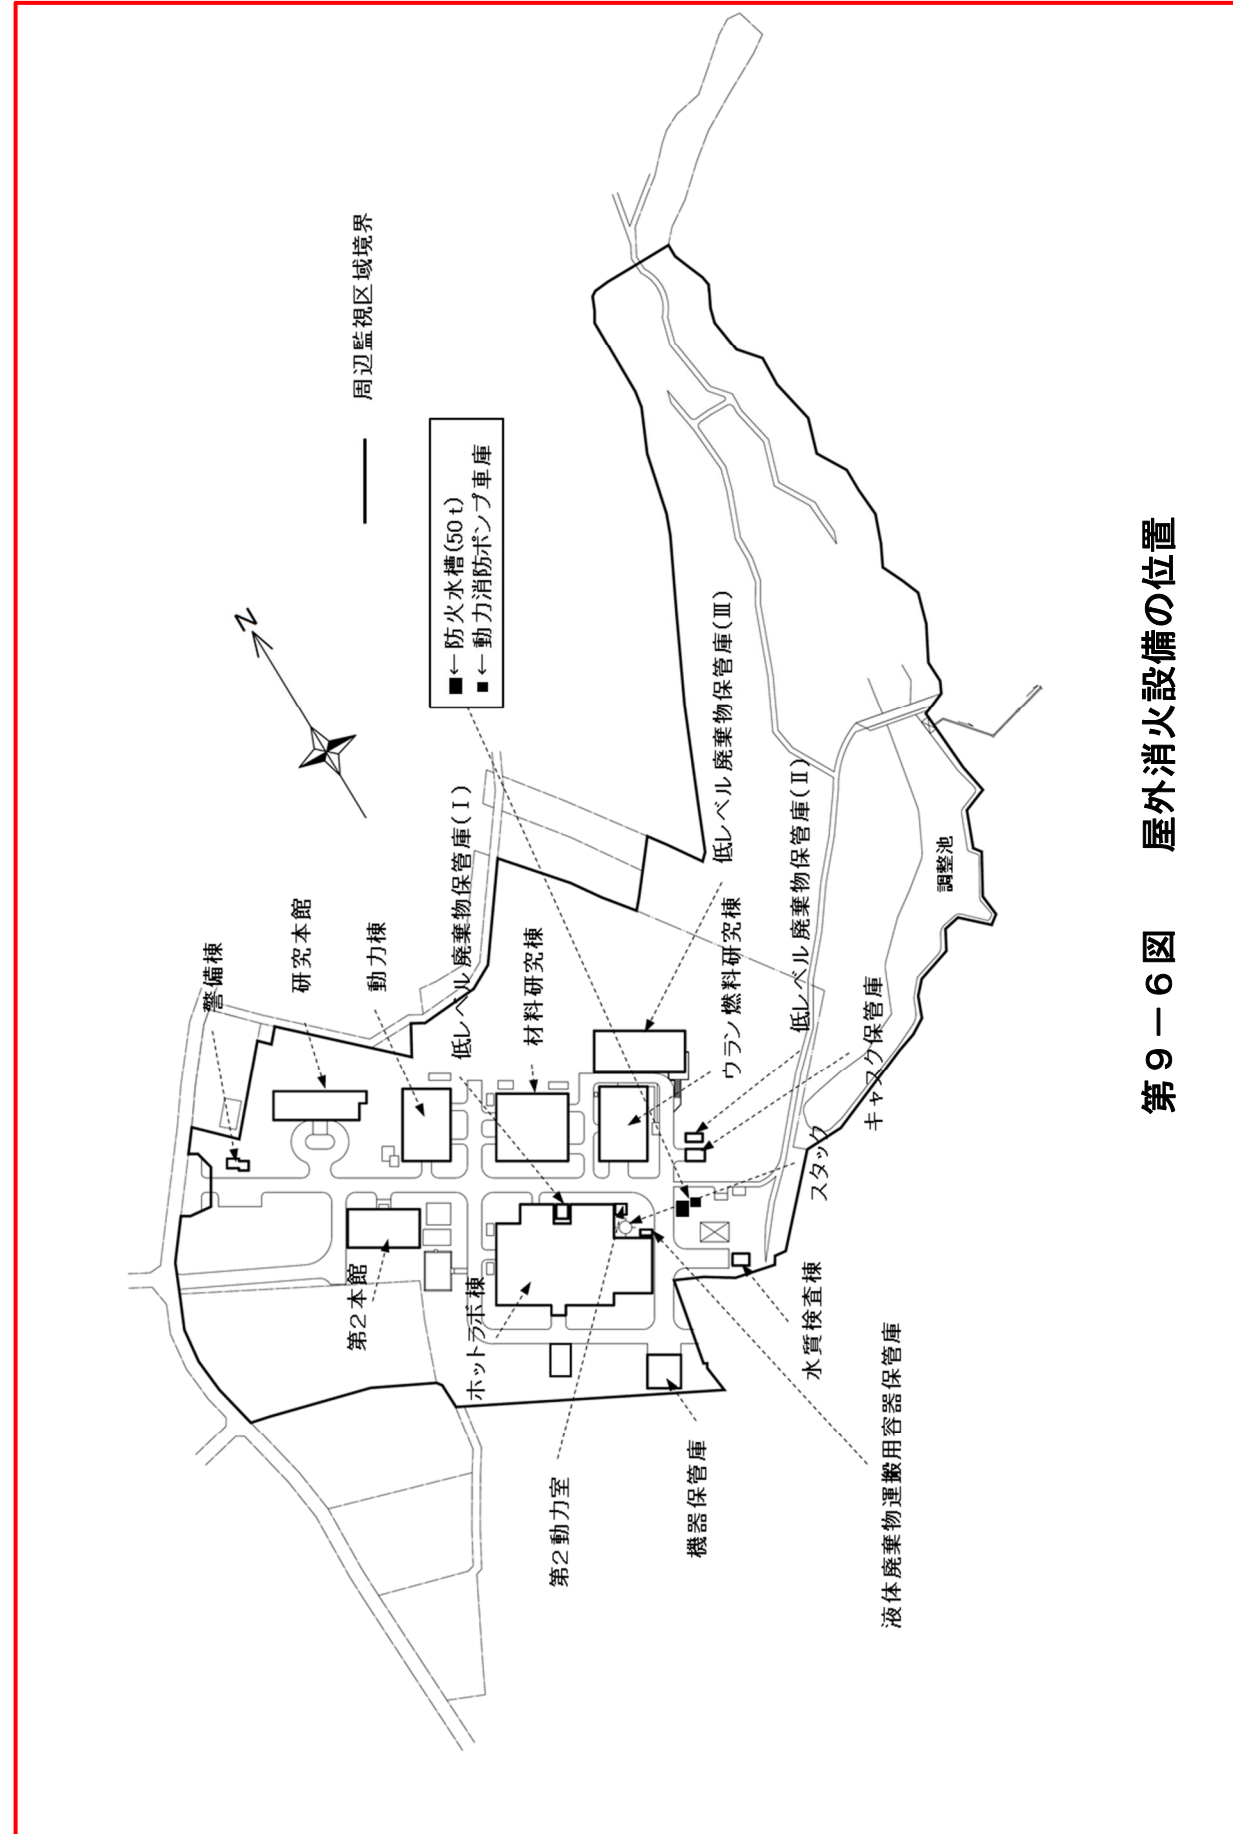 周辺監視区域境界
N
■←防火水槽(50ｔ)
■←動力消防ポンプ車庫
警備棟
研究本館
動力棟
低レベル廃棄物保管庫(Ⅰ)
材料研究棟
低レベル廃棄物保管庫(Ⅲ)
ウラン燃料研究棟
低レベル廃棄物保管庫(Ⅱ)
キャスク保管庫
調整池
スタック
第２本館
ホットラボ棟
第２動力室
機器保管庫
水質検査棟
液体廃棄物運搬用容器保管庫
第９－６図　屋外消火設備の位置